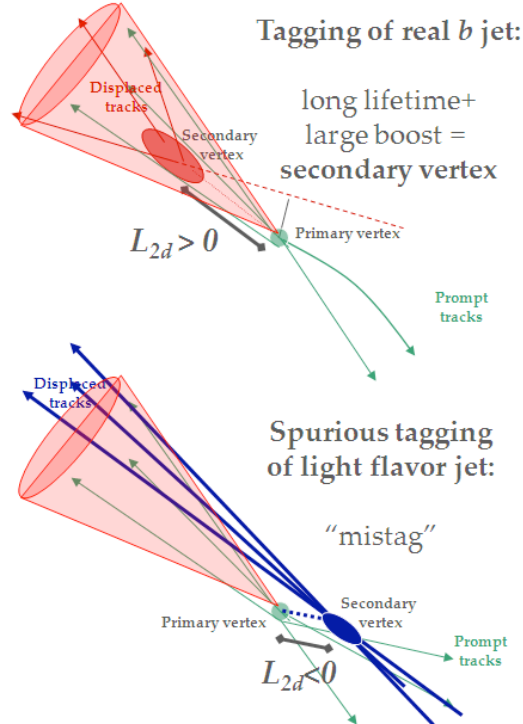 Tagging of real b jet:
Displaced
tracks
long lifetime+
large boost =
secondary vertex
Secondary
vertex
L2d > 0
Primary vertex
Prompt
tracks
Displaced
tracks
Spurious tagging
of light flavor jet:
“mistag”
Primary vertex
Secondary
vertex
Prompt
tracks
L2d<0